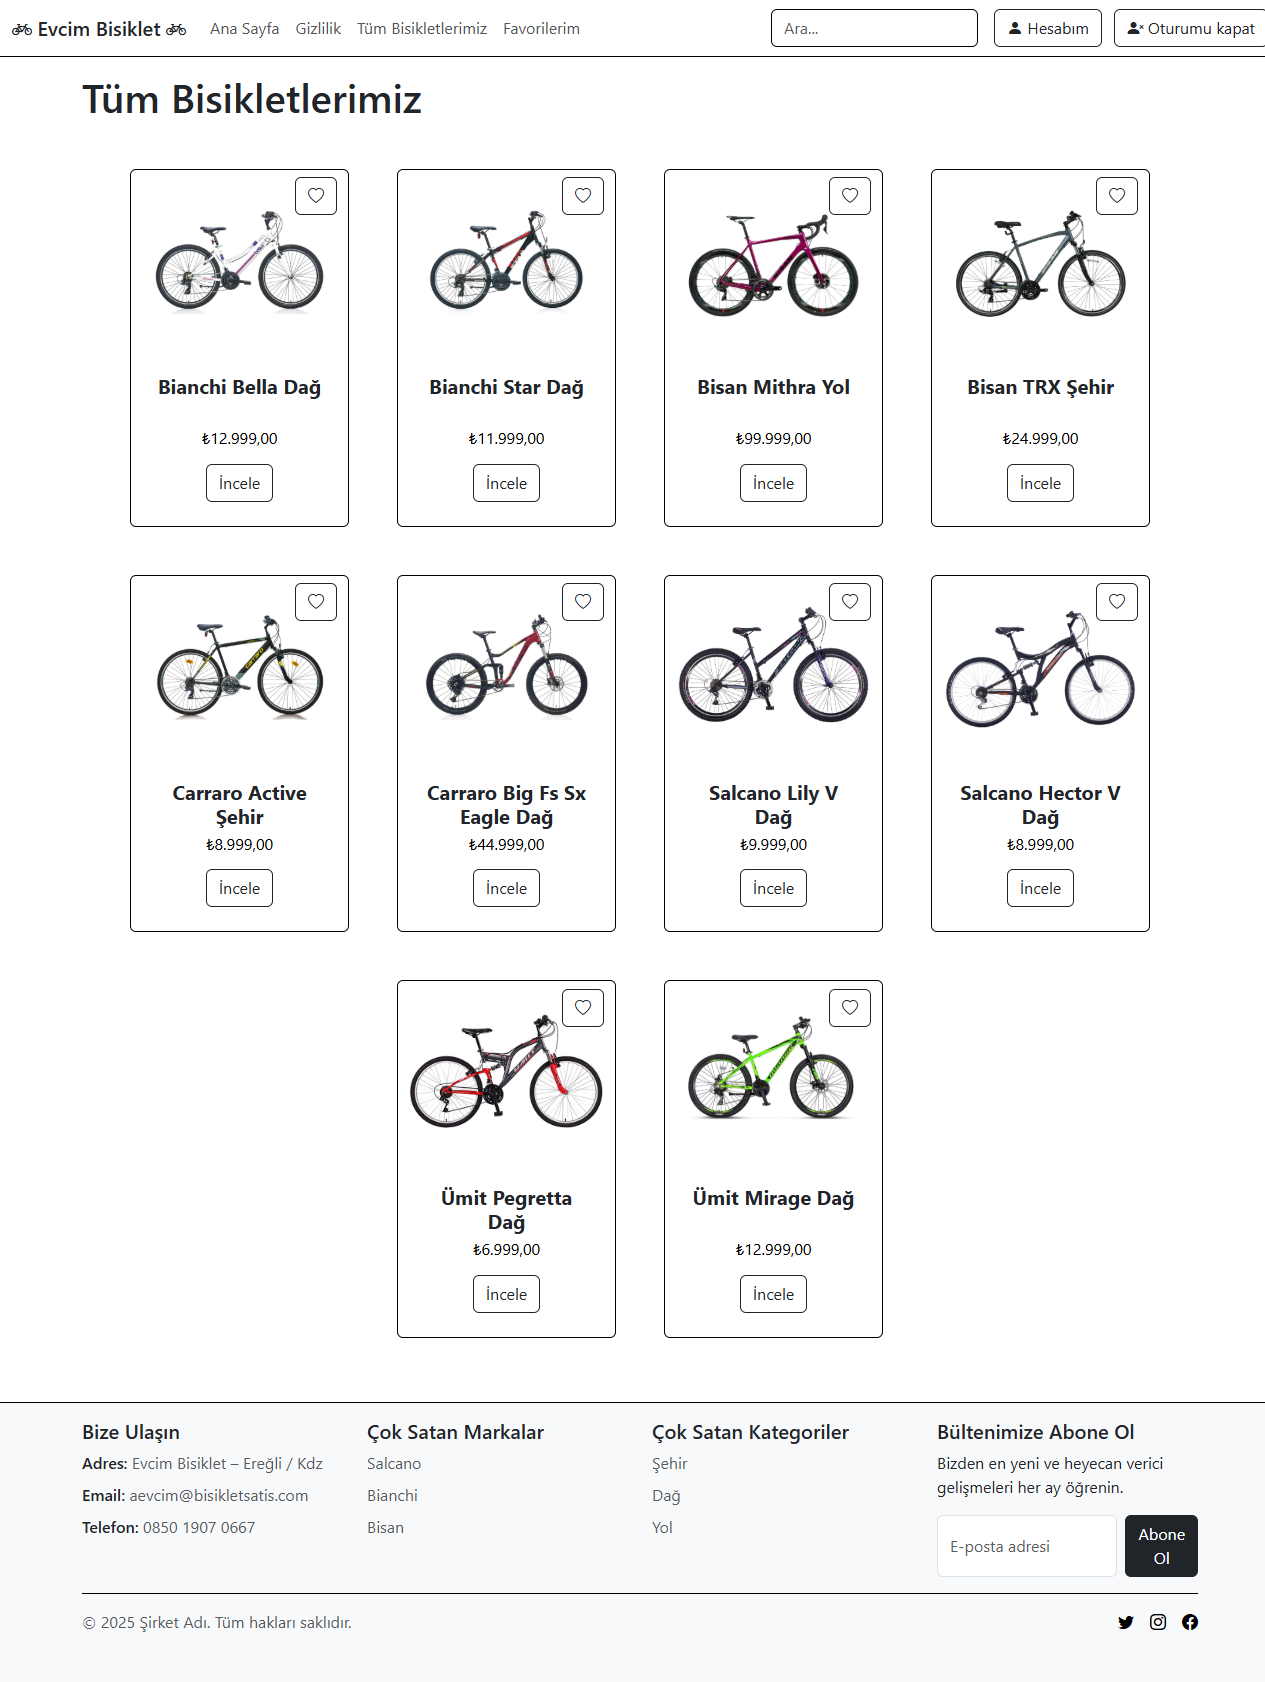 Evcim Bisiklet Ana Sayfa Gizlilik Tüm Bisikletlerimiz Favorilerim Ara... Hesabım Oturumu kapat
Tüm Bisikletlerimiz
Bianchi Bella Dağ
₺12.999,00
İncele
Bianchi Star Dağ
₺11.999,00
İncele
Bisan Mithra Yol
₺99.999,00
İncele
Bisan TRX Şehir
₺24.999,00
İncele
Carraro Active
Şehir
₺8.999,00
İncele
Carraro Big Fs Sx
Eagle Dağ
₺44.999,00
İncele
Salcano Lily V
Dağ
₺9.999,00
İncele
Salcano Hector V
Dağ
₺8.999,00
İncele
Ümit Pegretta
Dağ
₺6.999,00
İncele
Ümit Mirage Dağ
₺12.999,00
İncele
Bize Ulaşın
Adres: Evcim Bisiklet – Ereğli / Kdz
Email: aevcim@bisikletsatis.com
Telefon: 0850 1907 0667
Çok Satan Markalar
Salcano
Bianchi
Bisan
Çok Satan Kategoriler
Şehir
Dağ
Yol
Bültenimize Abone Ol
Bizden en yeni ve heyecan verici
gelişmeleri her ay öğrenin.
E-posta adresi
Abone
Ol
© 2025 Şirket Adı. Tüm hakları saklıdır.